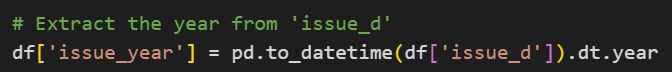 # Extract the year from 'issue_d'
df['issue_year'] = pd.to_datetime(df['issue_d']).dt.year